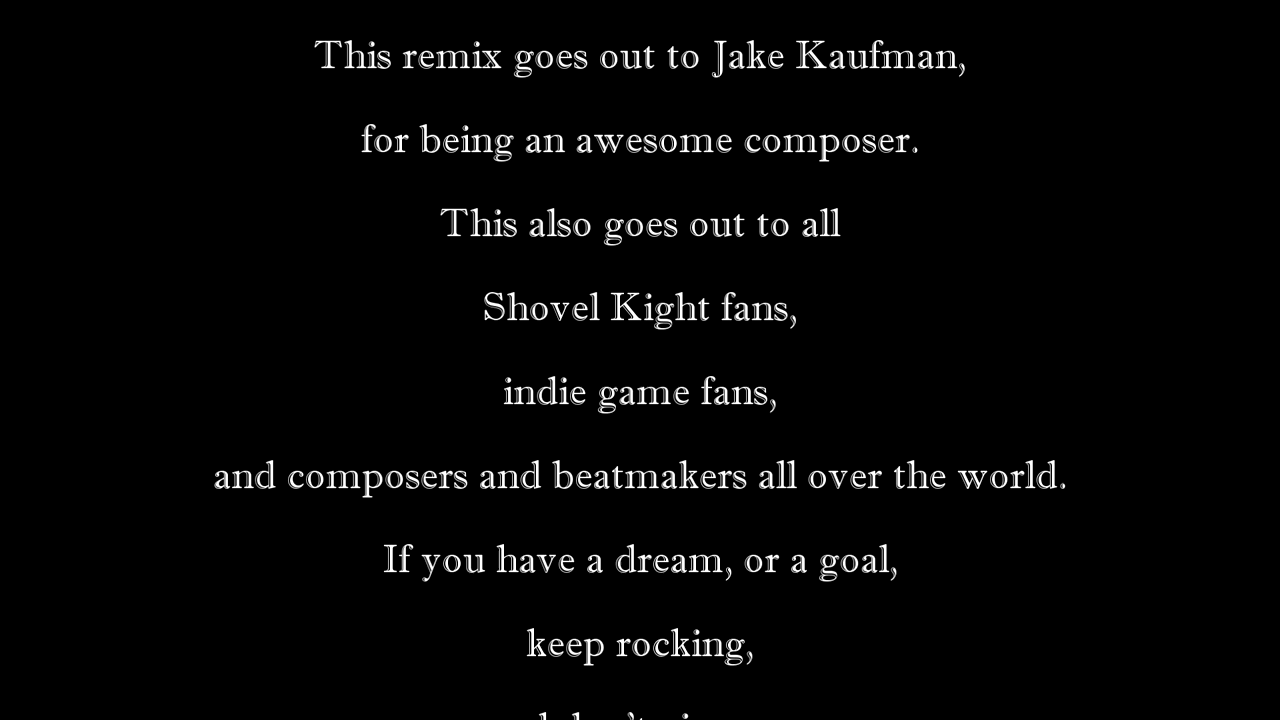 This remix goes out to Jake Kaufman,
for being an awesome composer.
This also goes out to all
Shovel Kight fans,
indie game fans,
and composers and beatmakers all over the world.
If you have a dream, or a goal,
keep rocking,